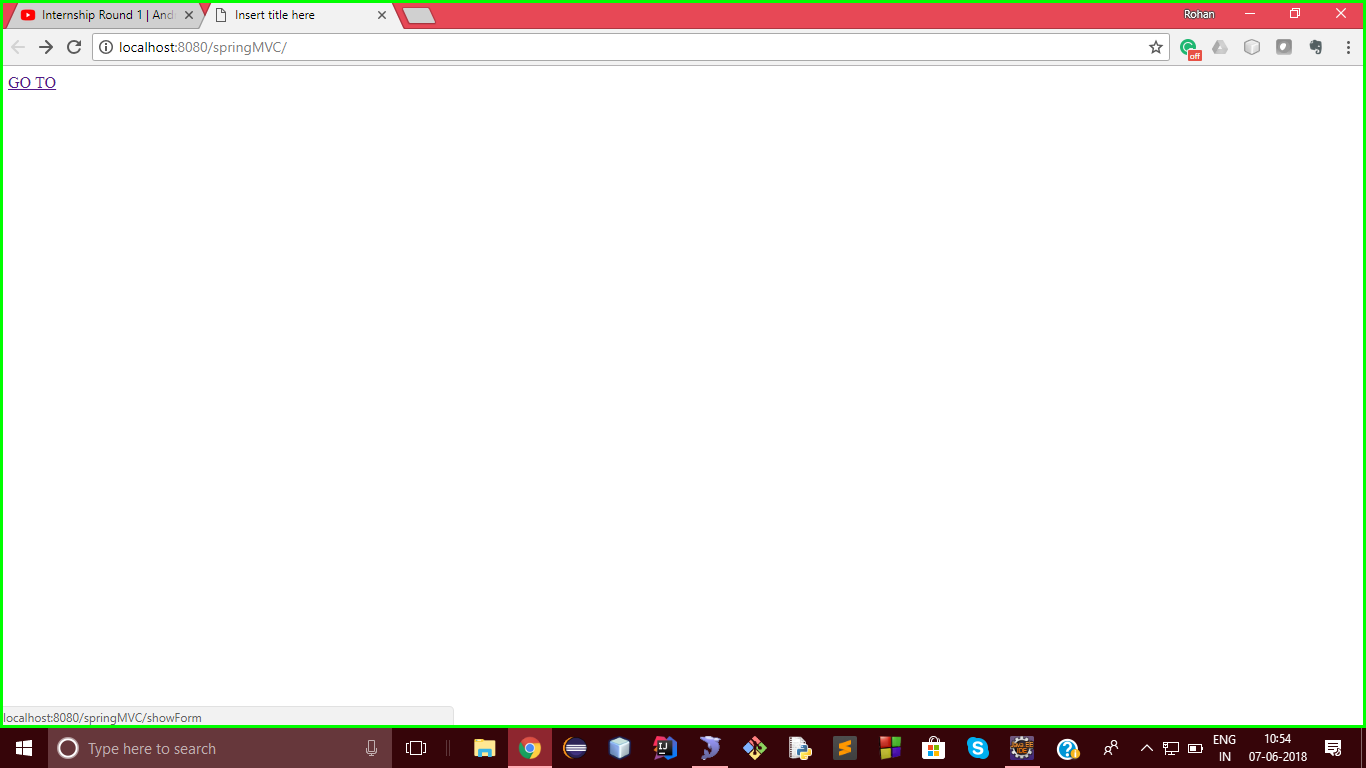 Internship Round 1 | And
Insert title here
Rohan
localhost:8080/springMVC/
off
GO TO
localhost:8080/springMVC/showForm
Type here to search
ENG
IN
10:54
07-06-2018